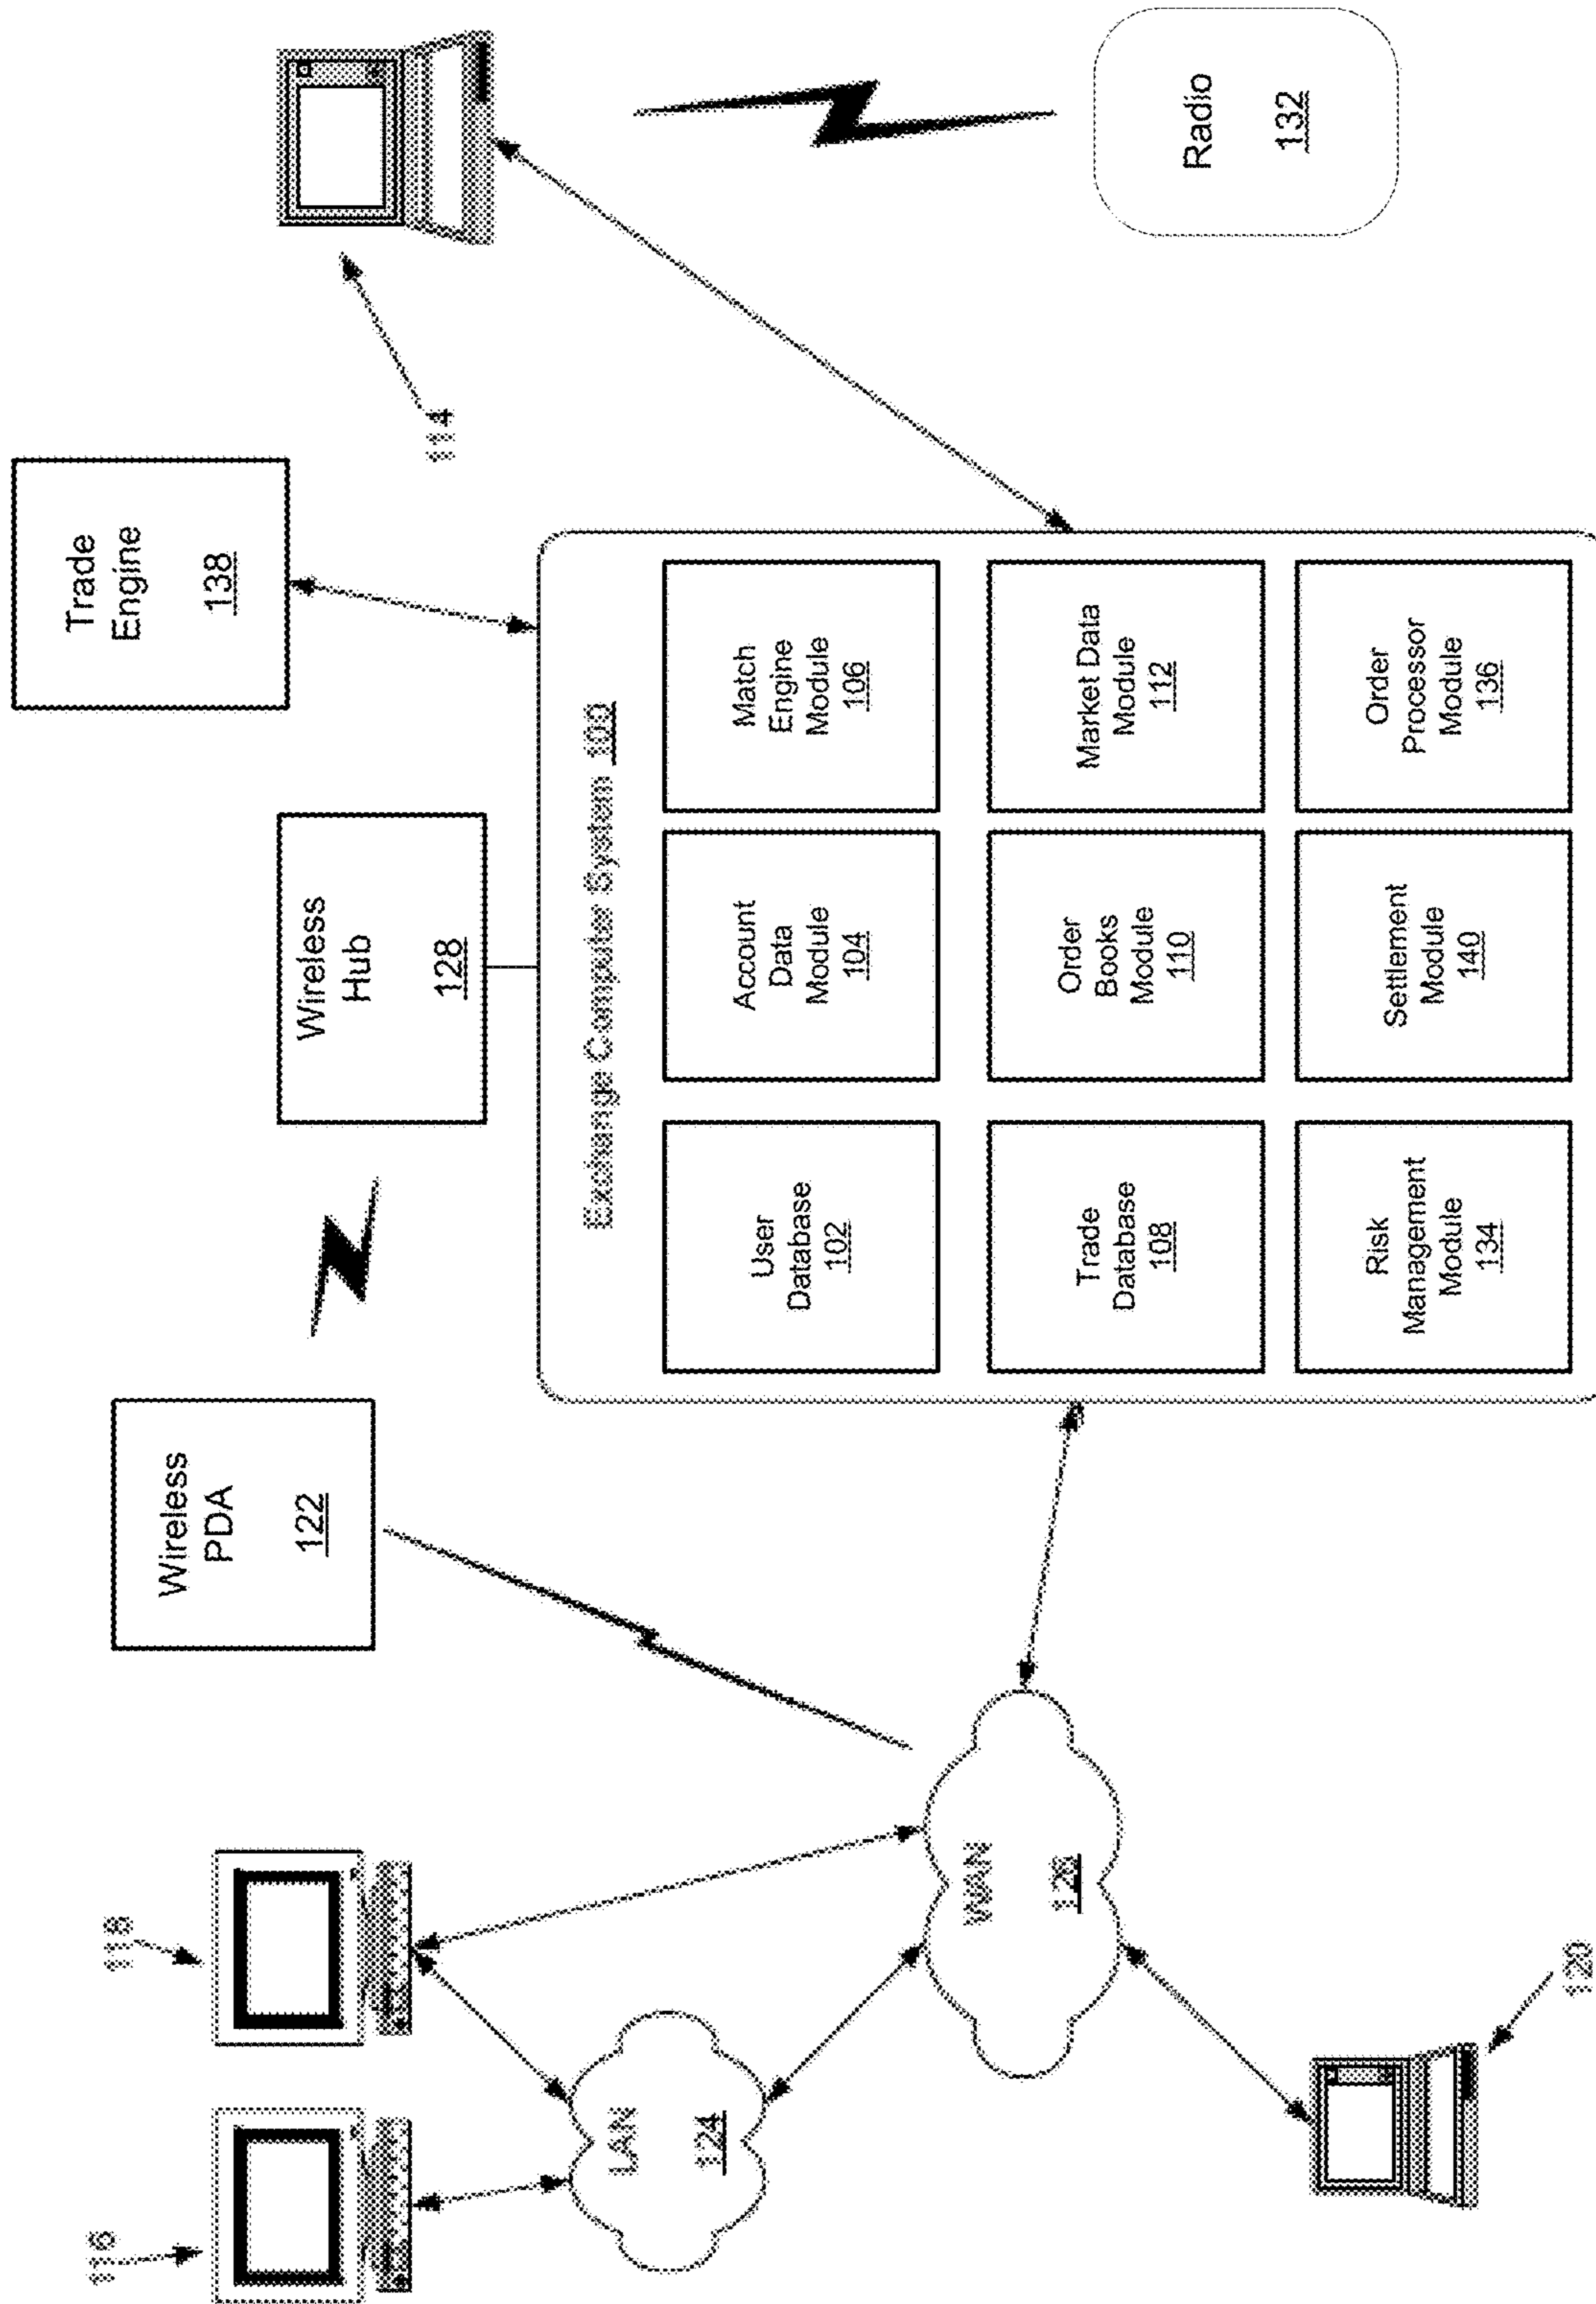 Trade
Engine
138
Wireless
Hub
128
Wireless
PDA
122
114
116
118
LAN
124
WAN
126
120
Exchange Computer System 100
User
Database
102
Account
Data
Module
104
Match
Engine
Module
106
Trade
Database
108
Order
Books
Module
110
Market Data
Module
112
Risk
Management
Module
134
Settlement
Module
140
Order
Processor
Module
136
Radio
132